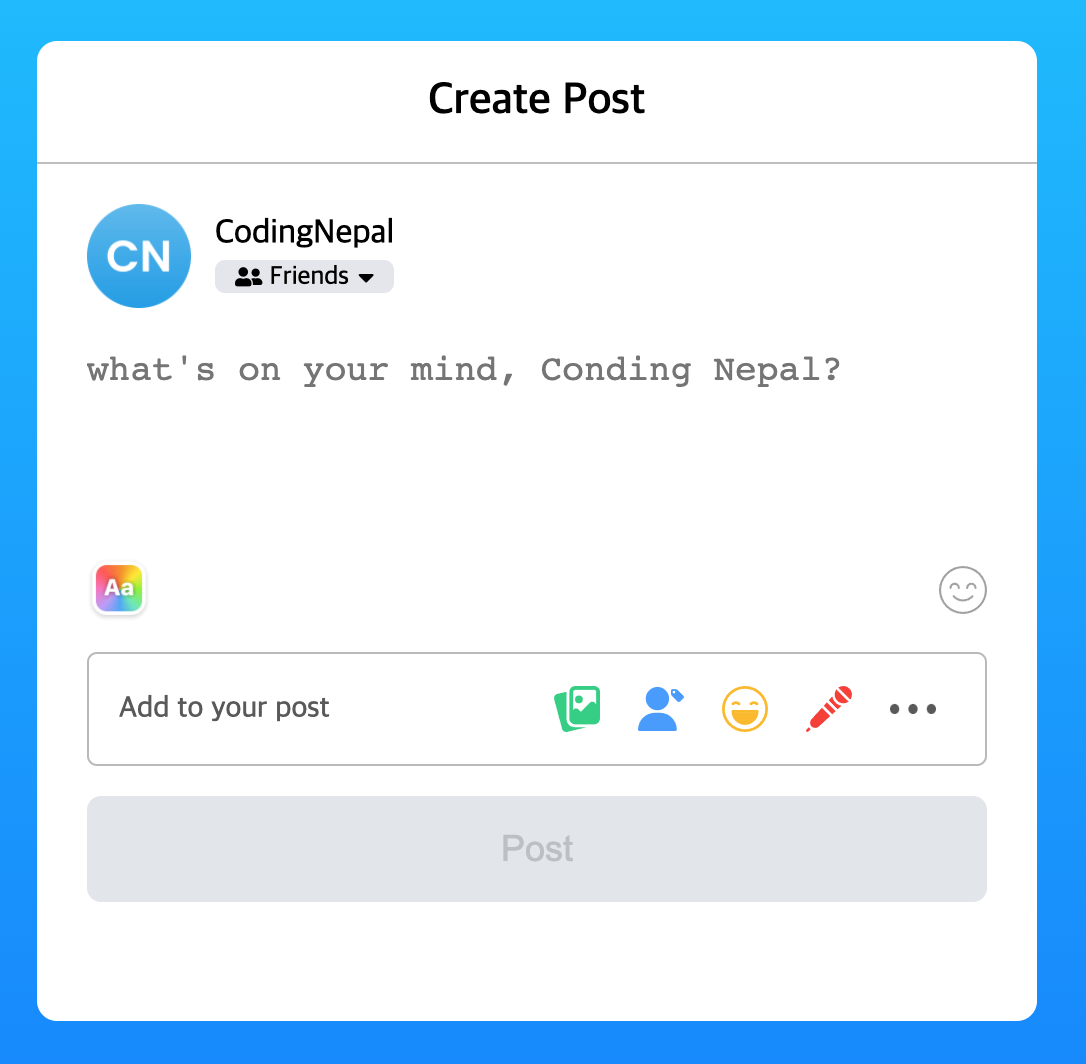 Create Post
CN
CodingNepal
Friends
what's on your mind, Conding Nepal?
Aa
Add to your post
Post